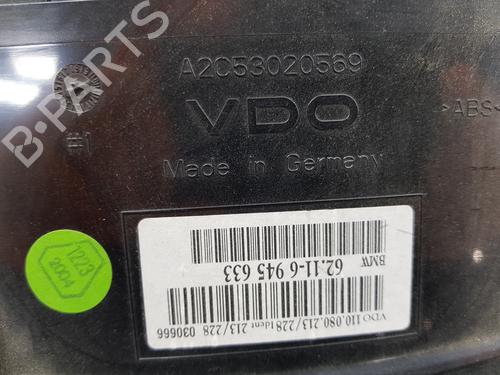 A2C53020569
VDO
Made in Germany
>ABS<
#1
B-PARTS
1223
2004
BMW 62.11-6 945 633
VDO 110.080.213/228 Ident 213/228 030666